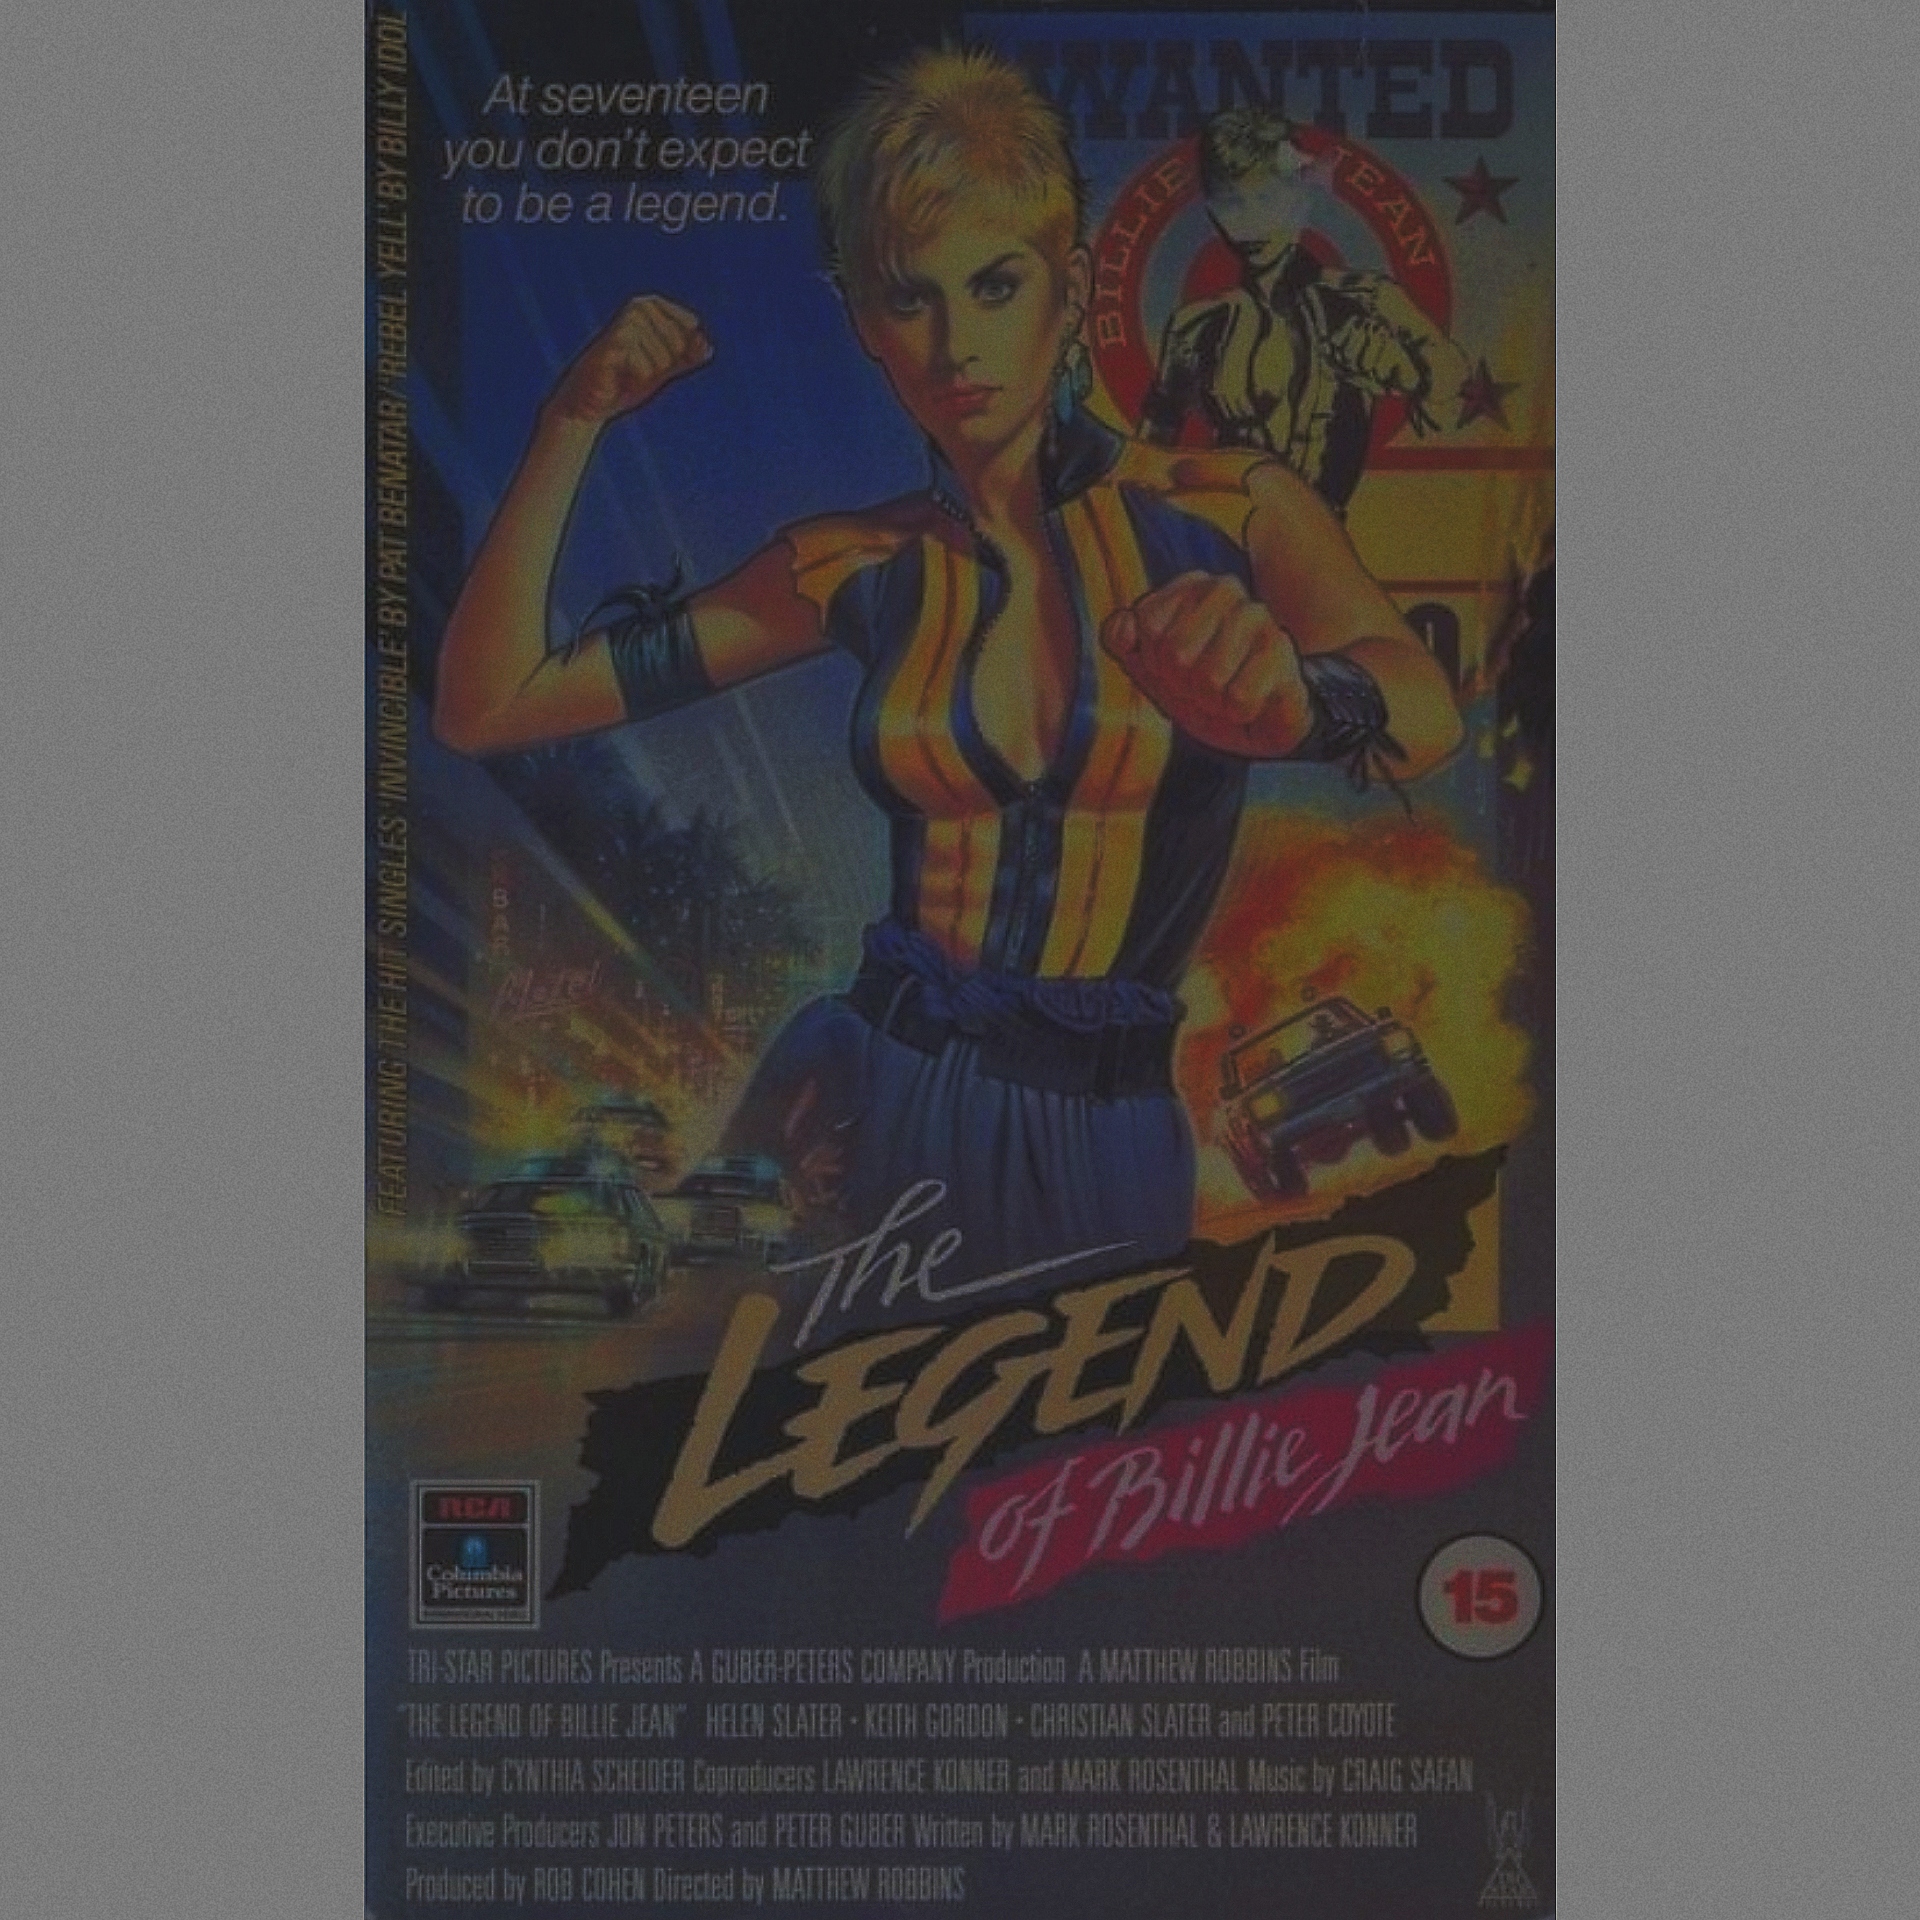 FEATURING THE HIT SINGLES 'INVINCIBLE' BY PAT BENATAR/'REBEL YELL' BY BILLY IDOL
At seventeen
you don't expect
to be a legend.
WANTED
BILLIE JEAN
BAR
Motel
The
LEGEND
of Billie Jean
RCA
Columbia
Pictures
15
TRI-STAR PICTURES Presents A GUBER-PETERS COMPANY Production A MATTHEW ROBBINS Film
"THE LEGEND OF BILLIE JEAN" HELEN SLATER • KEITH GORDON • CHRISTIAN SLATER and PETER COYOTE
Edited by CYNTHIA SCHEIDER Coproducers LAWRENCE KONNER and MARK ROSENTHAL Music by CRAIG SAFAN
Executive Producers JON PETERS and PETER GUBER Written by MARK ROSENTHAL & LAWRENCE KONNER
Produced by ROB COHEN Directed by MATTHEW ROBBINS